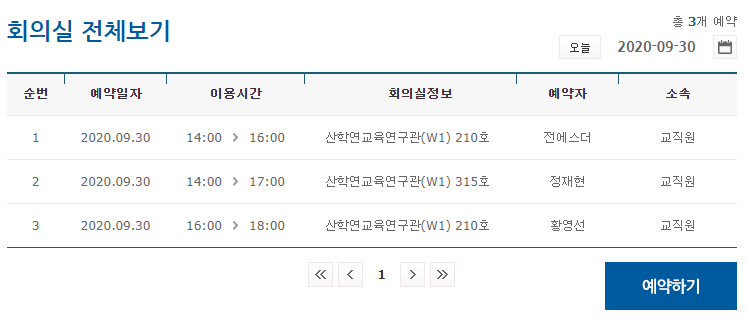 회의실 전체보기
총 3개 예약
오늘 2020-09-30
순번 예약일자 이용시간 회의실정보 예약자 소속
1 2020.09.30 14:00 > 16:00 산학연교육연구관(W1) 210호 전에스더 교직원
2 2020.09.30 14:00 > 17:00 산학연교육연구관(W1) 315호 정재현 교직원
3 2020.09.30 16:00 > 18:00 산학연교육연구관(W1) 210호 황영선 교직원
1
예약하기